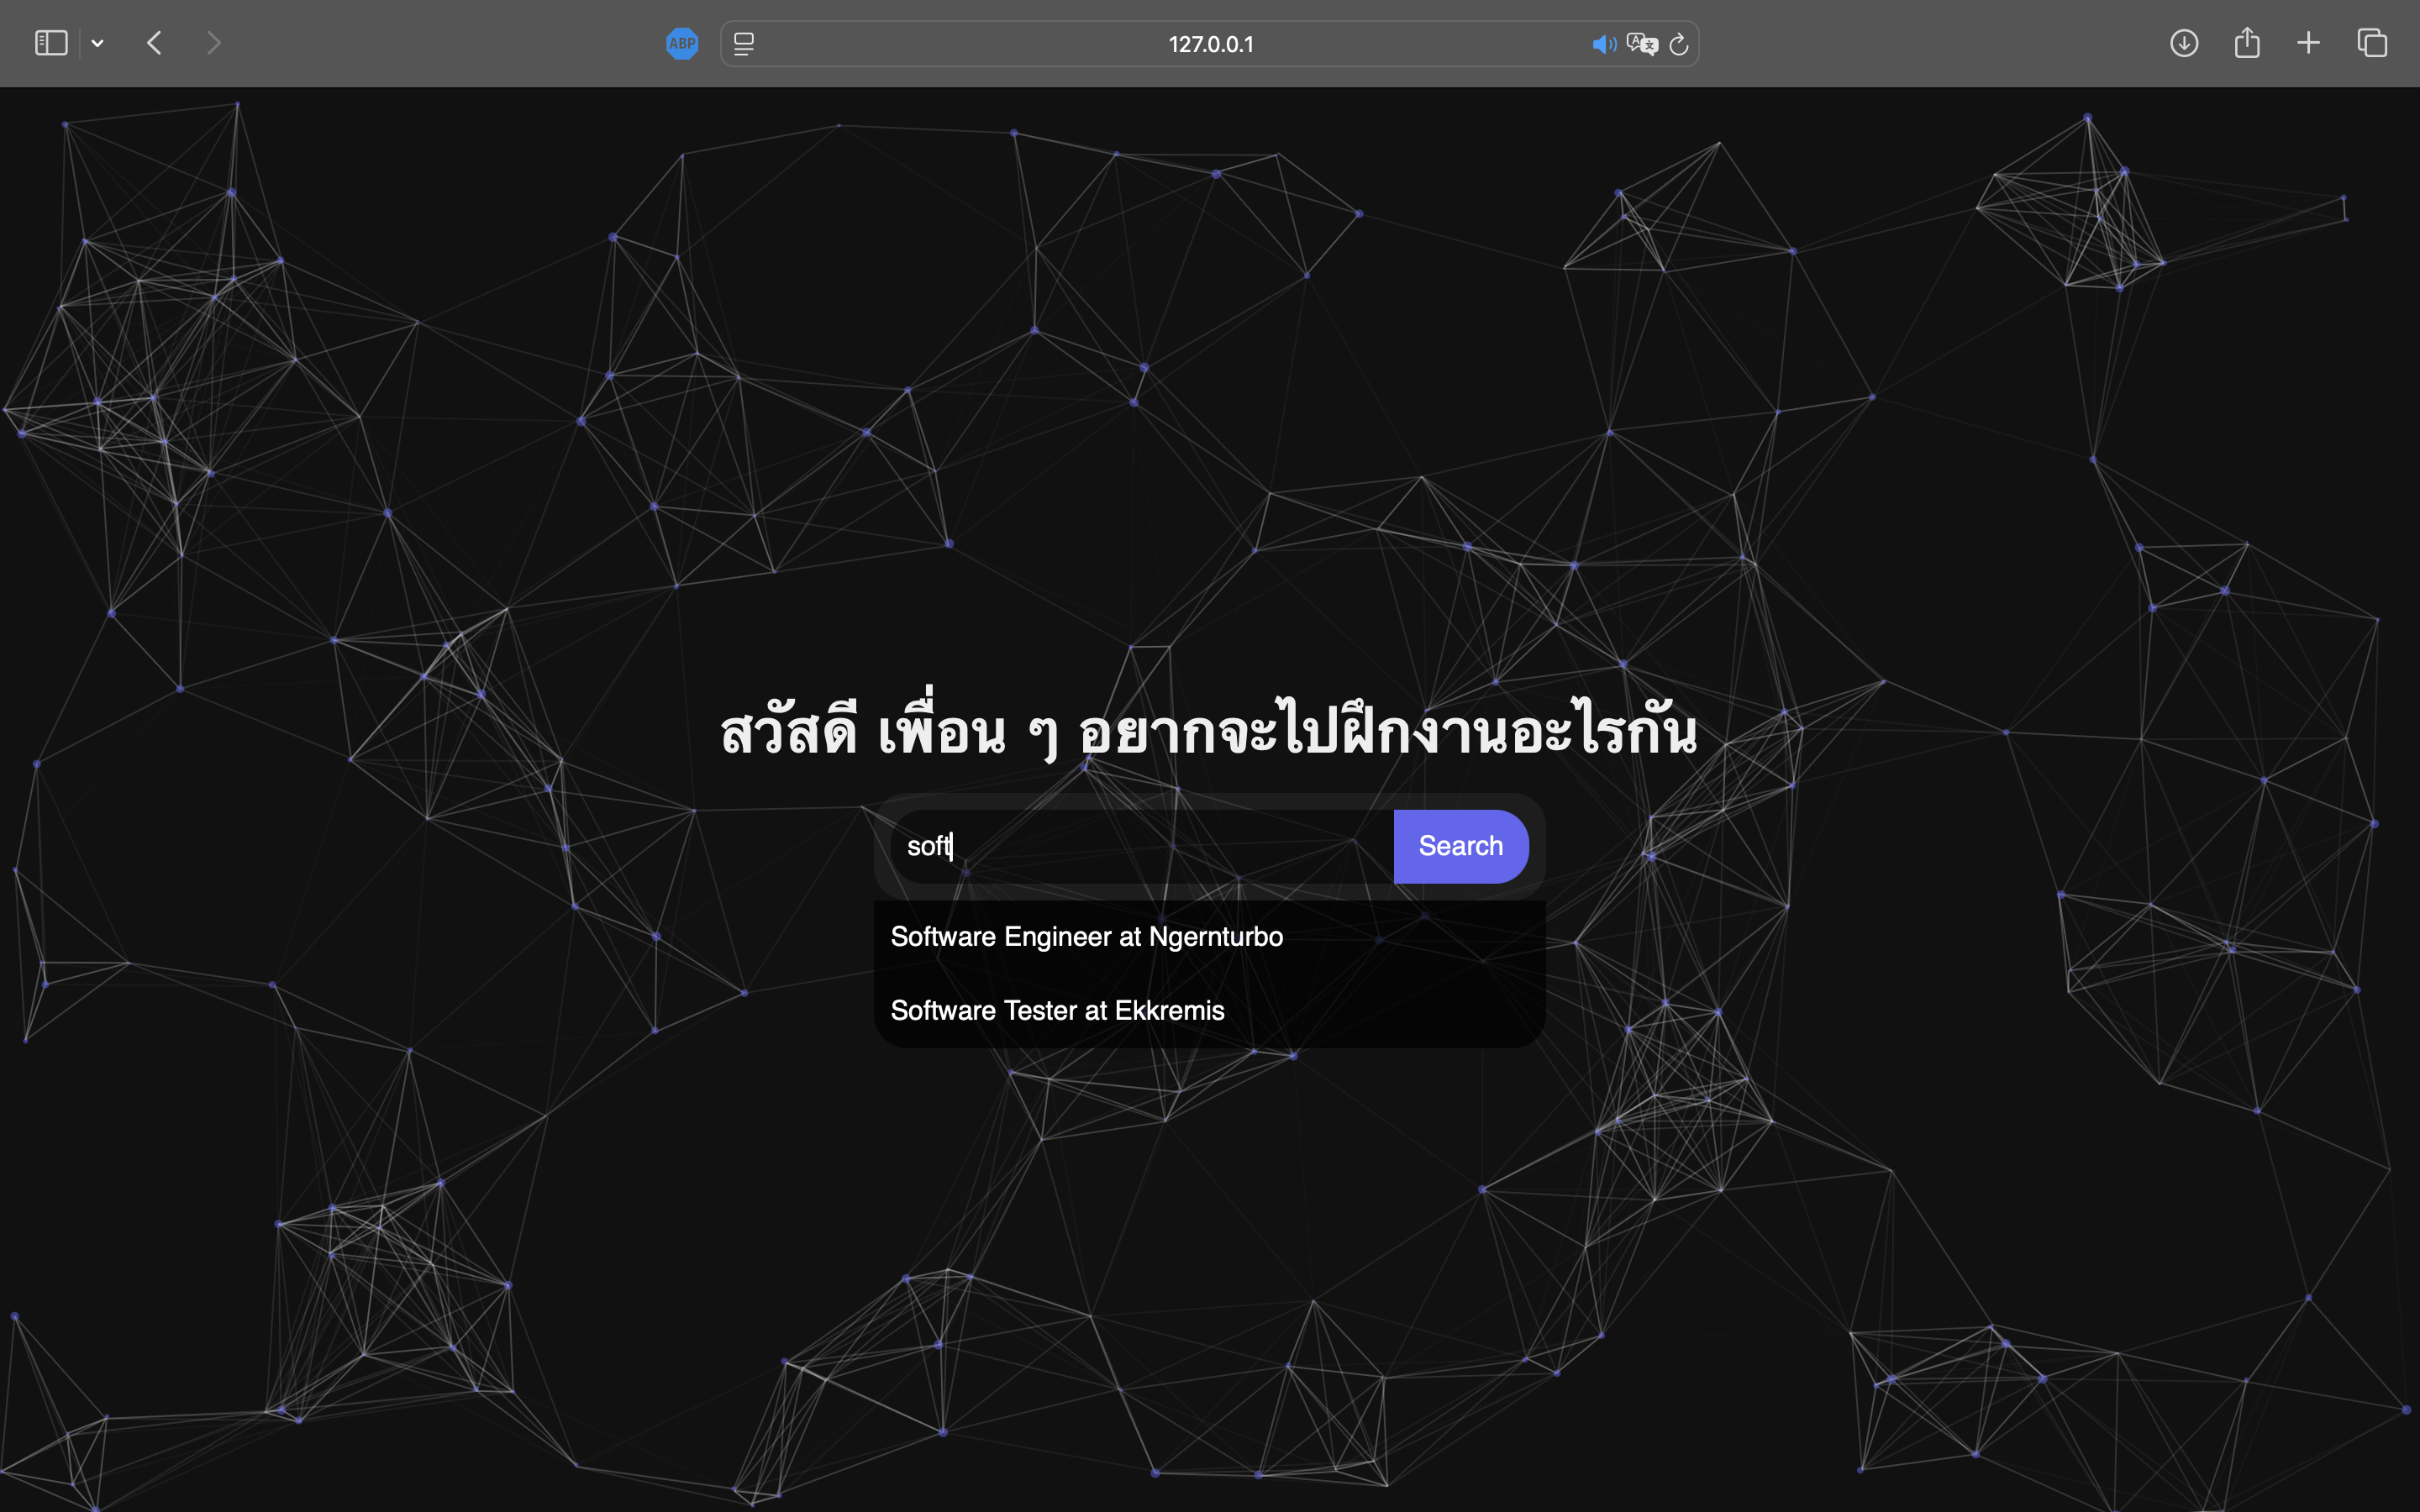 ABP
127.0.0.1
สวัสดี เพื่อน ๆ อยากจะไปฝึกงานอะไรกัน
soft
Search
Software Engineer at Ngernturbo
Software Tester at Ekkremis